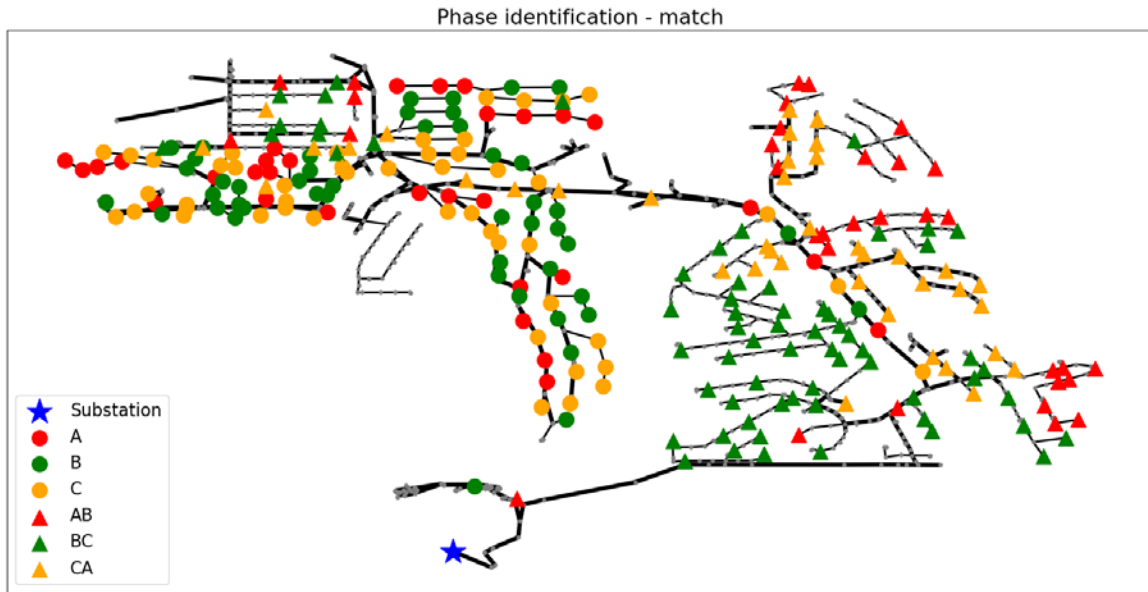 Phase identification - match
Substation
A
B
C
AB
BC
CA